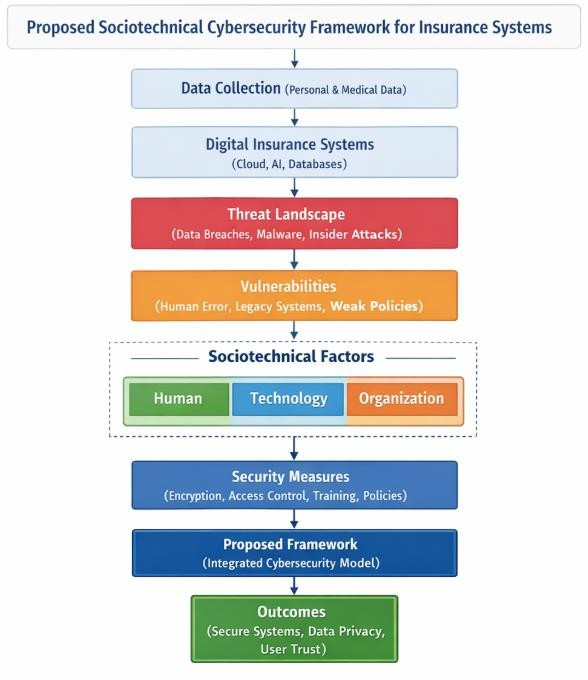 Proposed Sociotechnical Cybersecurity Framework for Insurance Systems
Data Collection (Personal & Medical Data)
Digital Insurance Systems
(Cloud, AI, Databases)
Threat Landscape
(Data Breaches, Malware, Insider Attacks)
Vulnerabilities
(Human Error, Legacy Systems, Weak Policies)
Sociotechnical Factors
Human Technology Organization
Security Measures
(Encryption, Access Control, Training, Policies)
Proposed Framework
(Integrated Cybersecurity Model)
Outcomes
(Secure Systems, Data Privacy,
User Trust)